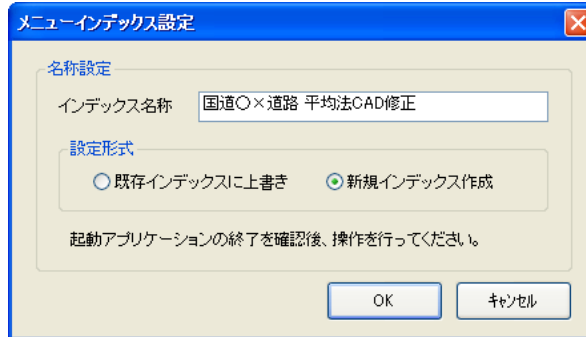 メニューインデックス設定
名称設定
インデックス名称 国道〇×道路 平均法CAD修正
設定形式
既存インデックスに上書き 新規インデックス作成
起動アプリケーションの終了を確認後、操作を行ってください。
OK キャンセル